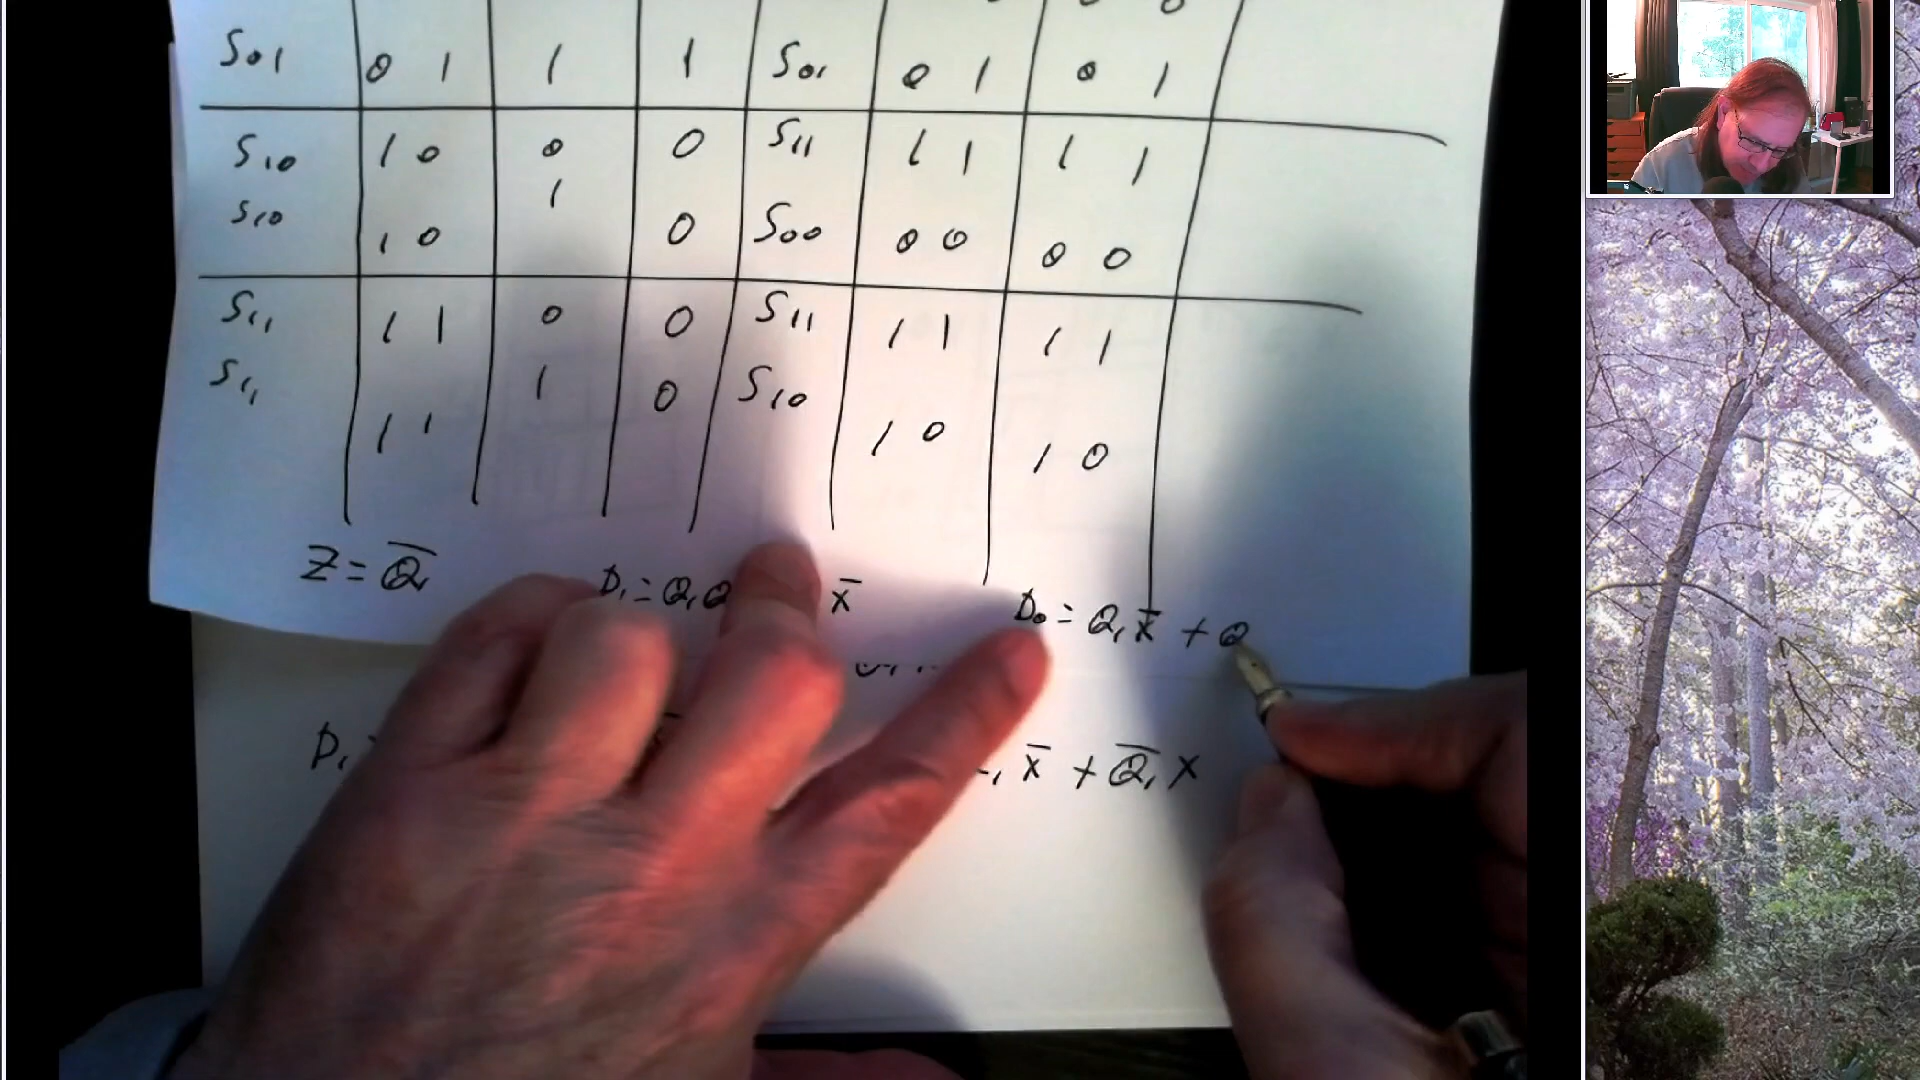 S01 0 1 1 1 S01 0 1 0 1
S10 1 0 0 0 S11 1 1 1 1
S10 1 0 1 0 S00 0 0 0 0
S11 1 1 0 0 S11 1 1 1 1
S11 1 1 1 0 S10 1 0 1 0
Z = Q̅1
D1 = Q1Q X̅
D0 = Q1X̅ + Q
D1
X̅ + Q̅1X